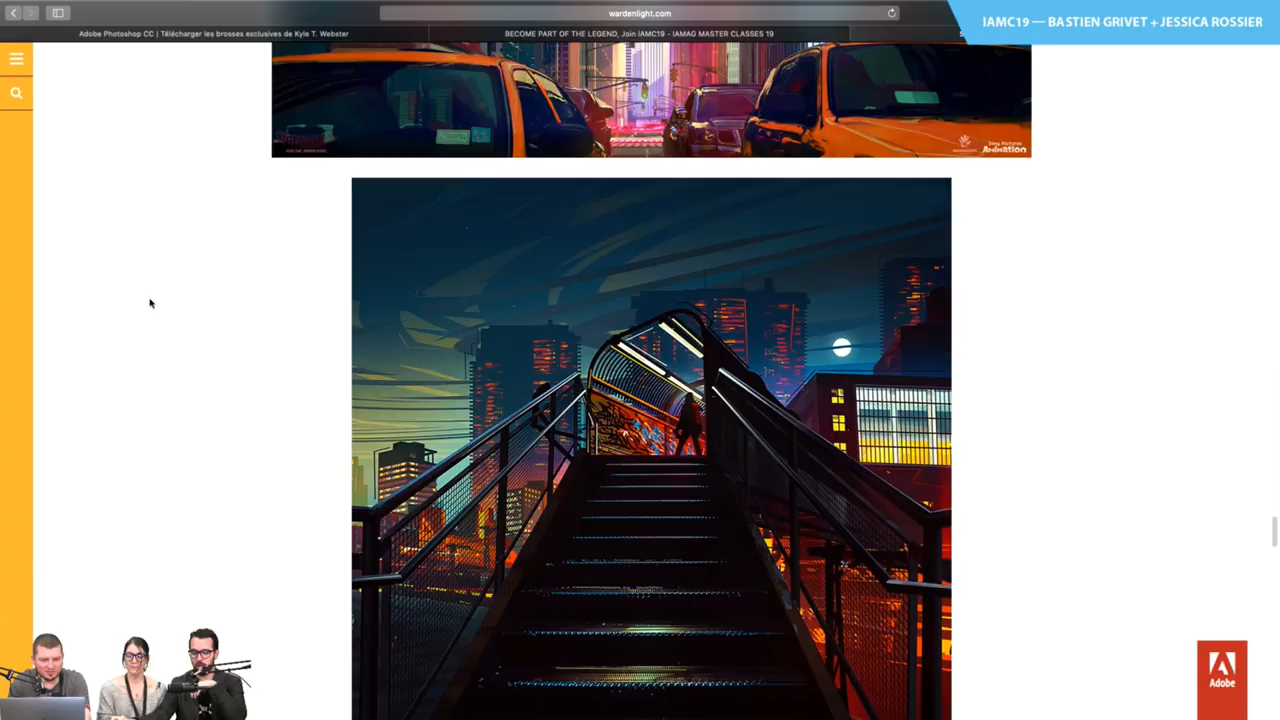 wardenlight.com
IAMC19 — BASTIEN GRIVET + JESSICA ROSSIER
Adobe Photoshop CC | Télécharger les brosses exclusives de Kyle T. Webster
BECOME PART OF THE LEGEND, Join IAMC19 - IAMAG MASTER CLASSES 19
S
Sony Pictures
ANiMATiON
Adobe